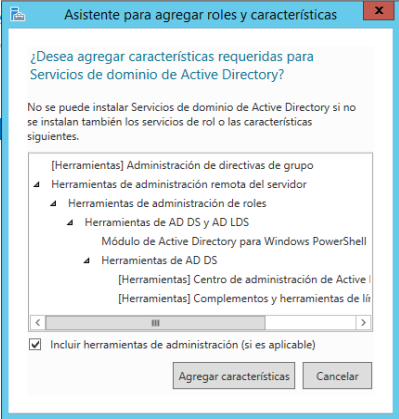 Asistente para agregar roles y características
x
¿Desea agregar características requeridas para
Servicios de dominio de Active Directory?
No se puede instalar Servicios de dominio de Active Directory si no
se instalan también los servicios de rol o las características
siguientes.
[Herramientas] Administración de directivas de grupo
Herramientas de administración remota del servidor
Herramientas de administración de roles
Herramientas de AD DS y AD LDS
Módulo de Active Directory para Windows PowerShell
Herramientas de AD DS
[Herramientas] Centro de administración de Active
[Herramientas] Complementos y herramientas de
Incluir herramientas de administración (si es aplicable)
Agregar características
Cancelar